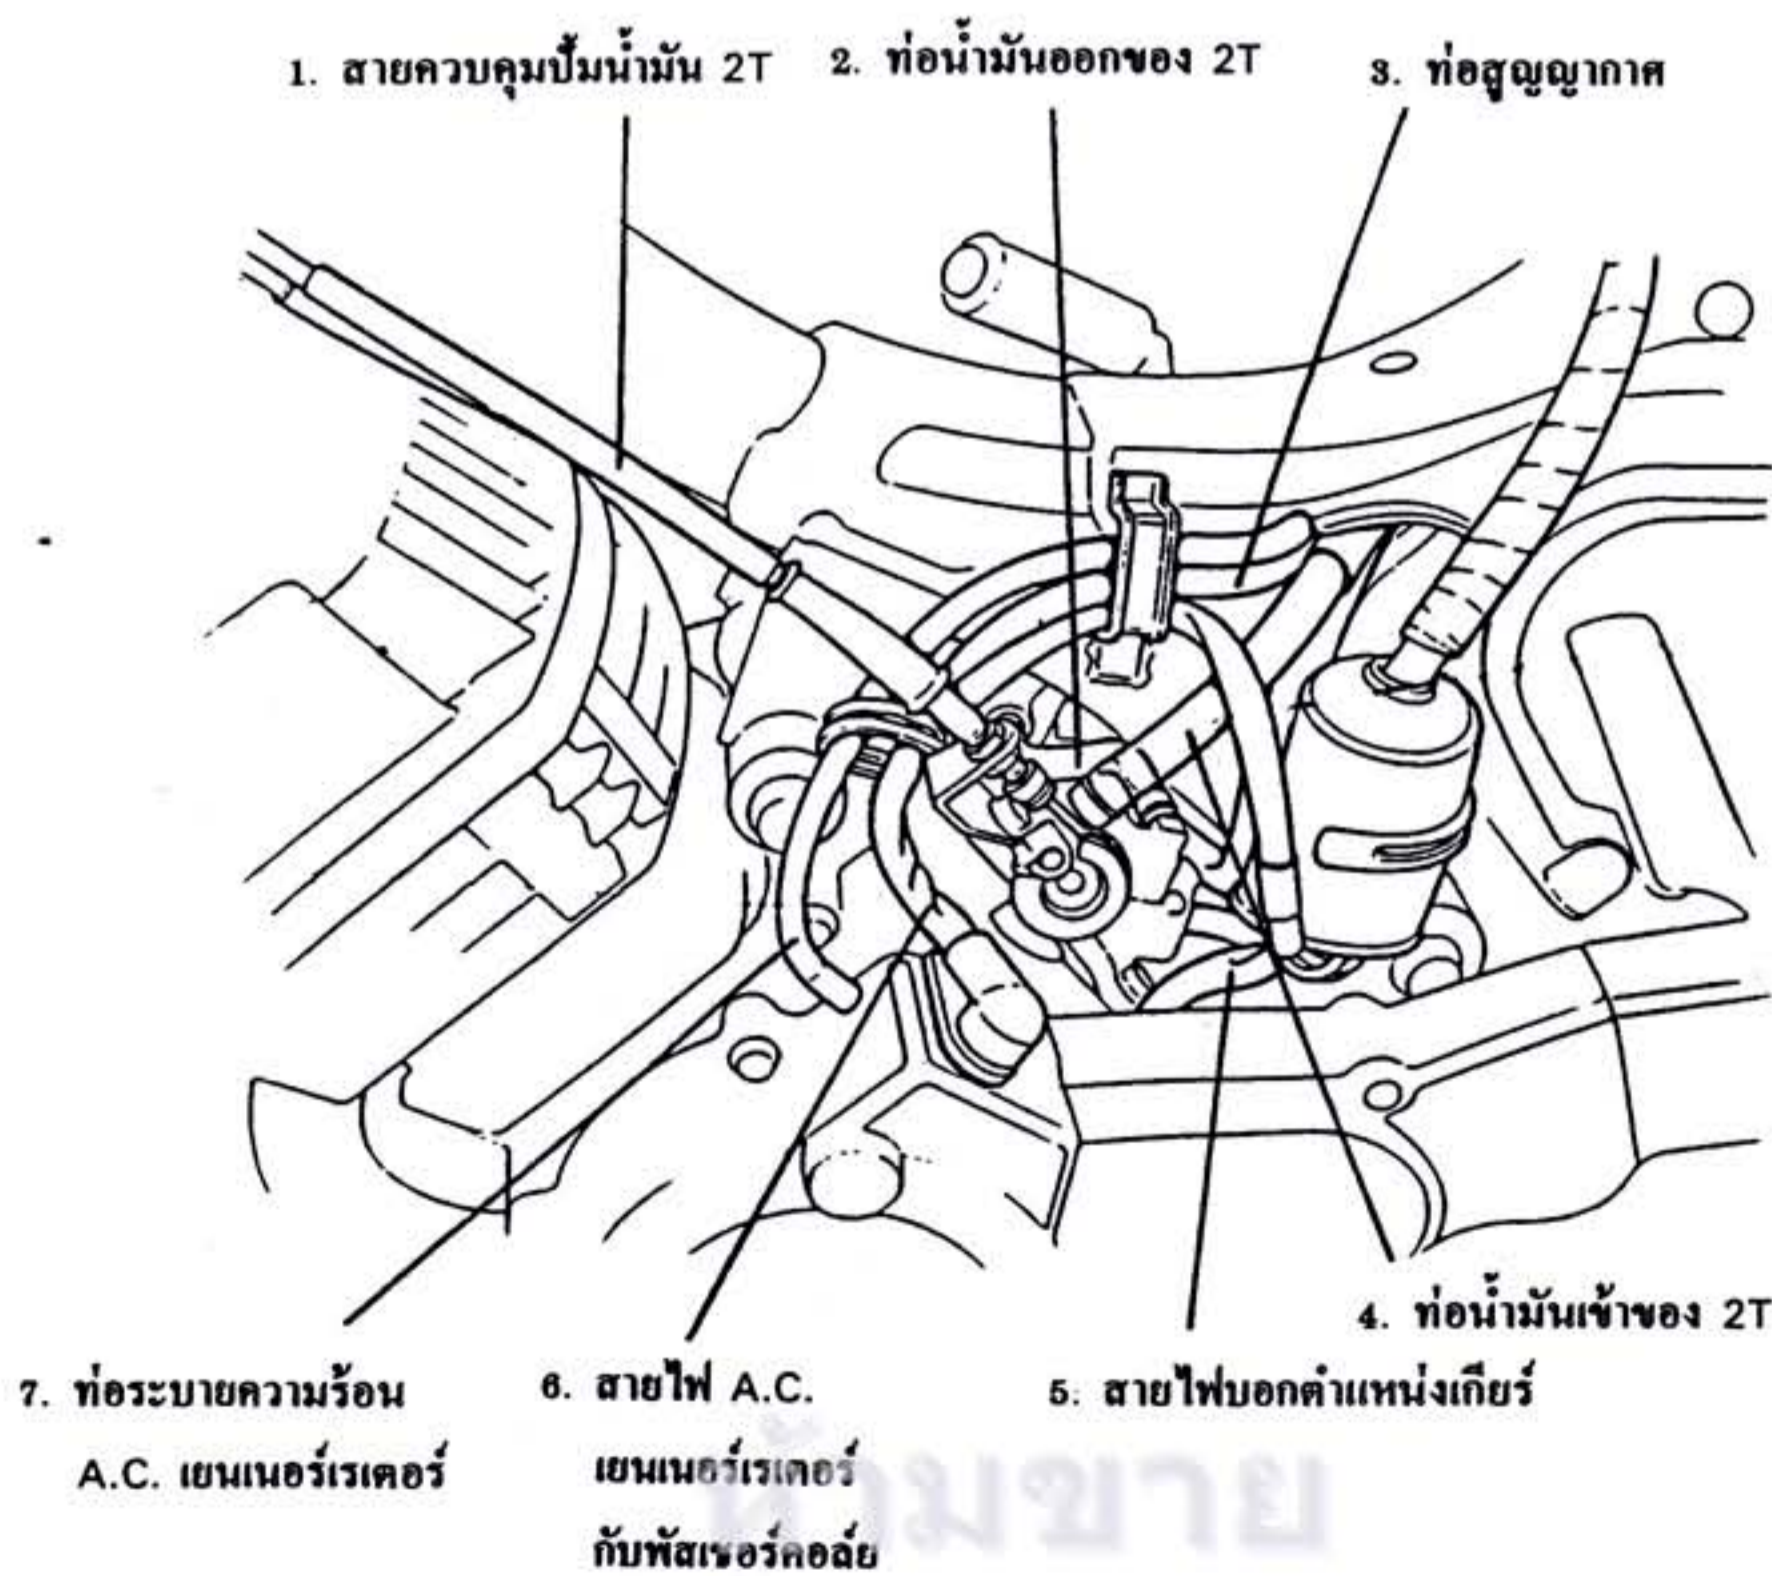 1. สายควบคุมปั๊มน้ำมัน 2T
2. ท่อน้ำมันออกของ 2T
3. ท่อสูญญากาศ
4. ท่อน้ำมันเข้าของ 2T
5. สายไฟบอกตำแหน่งเกียร์
6. สายไฟ A.C.
เยนเนอร์เรเตอร์
กับพัสเซอร์คอล์ย
7. ท่อระบายความร้อน
A.C. เยนเนอร์เรเตอร์
ห้ามขาย